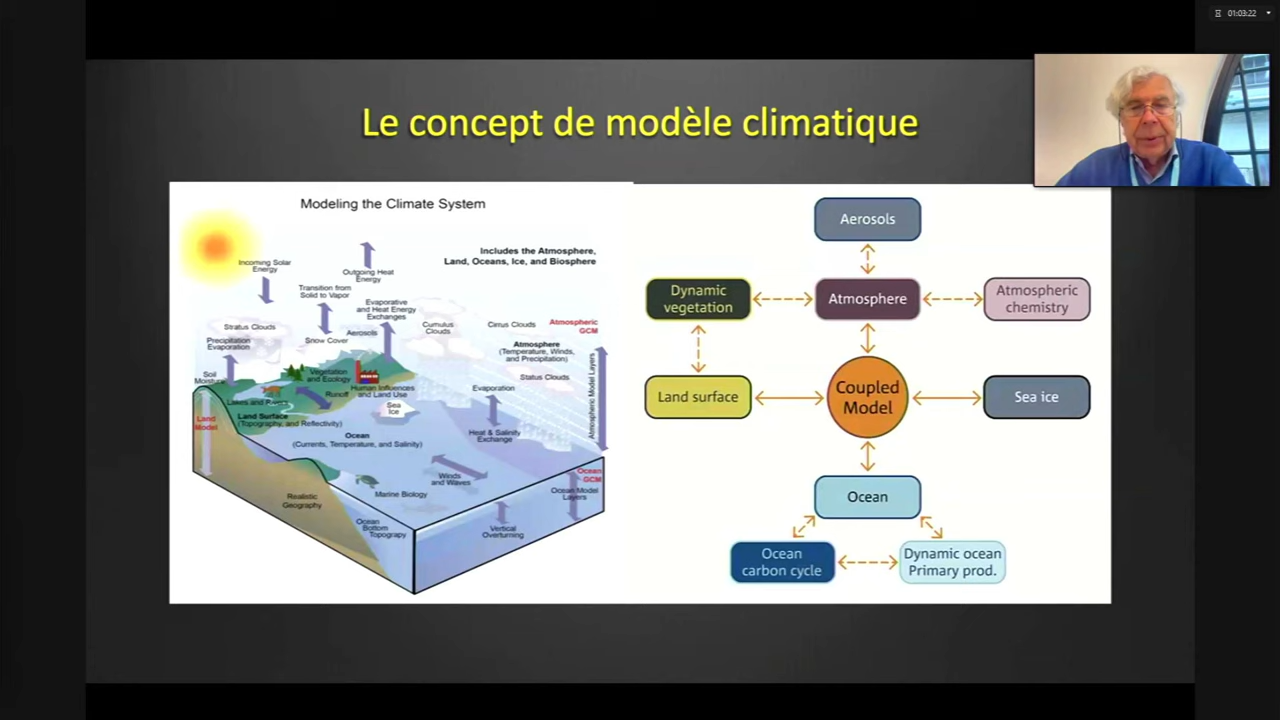 01:03:22
Le concept de modèle climatique
Modeling the Climate System
Includes the Atmosphere,
Land, Oceans, Ice, and Biosphere
Incoming Solar
Energy
Outgoing Heat
Energy
Transition from
Solid to Vapor
Evaporative
and Heat Energy
Exchanges
Stratus Clouds
Cumulus
Clouds
Cirrus Clouds
Atmospheric
GCM
Precipitation
Evaporation
Snow Cover
Aerosols
Atmosphere
(Temperature, Winds,
and Precipitation)
Atmospheric Model Layers
Soil
Moisture
Vegetation
and Ecology
Human Influences
and Land Use
Status Clouds
Evaporation
Runoff
Lakes and Rivers
Sea
Ice
Land
Model
Land Surface
(Topography, and Reflectivity)
Ocean
(Currents, Temperature, and Salinity)
Heat & Salinity
Exchange
Winds
and Waves
Ocean
GCM
Ocean Model
Layers
Realistic
Geography
Marine Biology
Ocean
Bottom
Topograpy
Vertical
Overturning
Aerosols
Dynamic
vegetation
Atmosphere
Atmospheric
chemistry
Land surface
Coupled
Model
Sea ice
Ocean
Ocean
carbon cycle
Dynamic ocean
Primary prod.